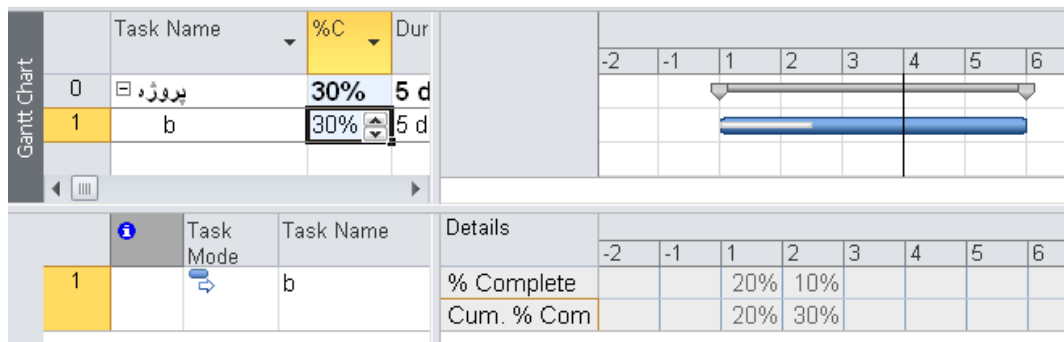 Task Name %C Dur
-2 -1 1 2 3 4 5 6
Gantt Chart
0 پروژه 30% 5 d
1 b 30% 5 d
Task Mode Task Name Details
-2 -1 1 2 3 4 5 6
1 b % Complete 20% 10%
Cum. % Com 20% 30%